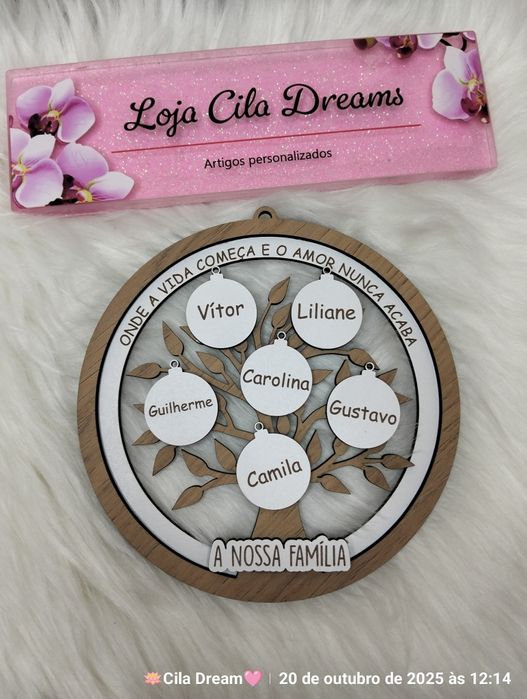 Loja Cila Dreams
Artigos personalizados
ONDE A VIDA COMEÇA E O AMOR NUNCA ACABA
Vítor
Liliane
Carolina
Guilherme
Gustavo
Camila
A NOSSA FAMÍLIA
🪷Cila Dream🩷 | 20 de outubro de 2025 às 12:14